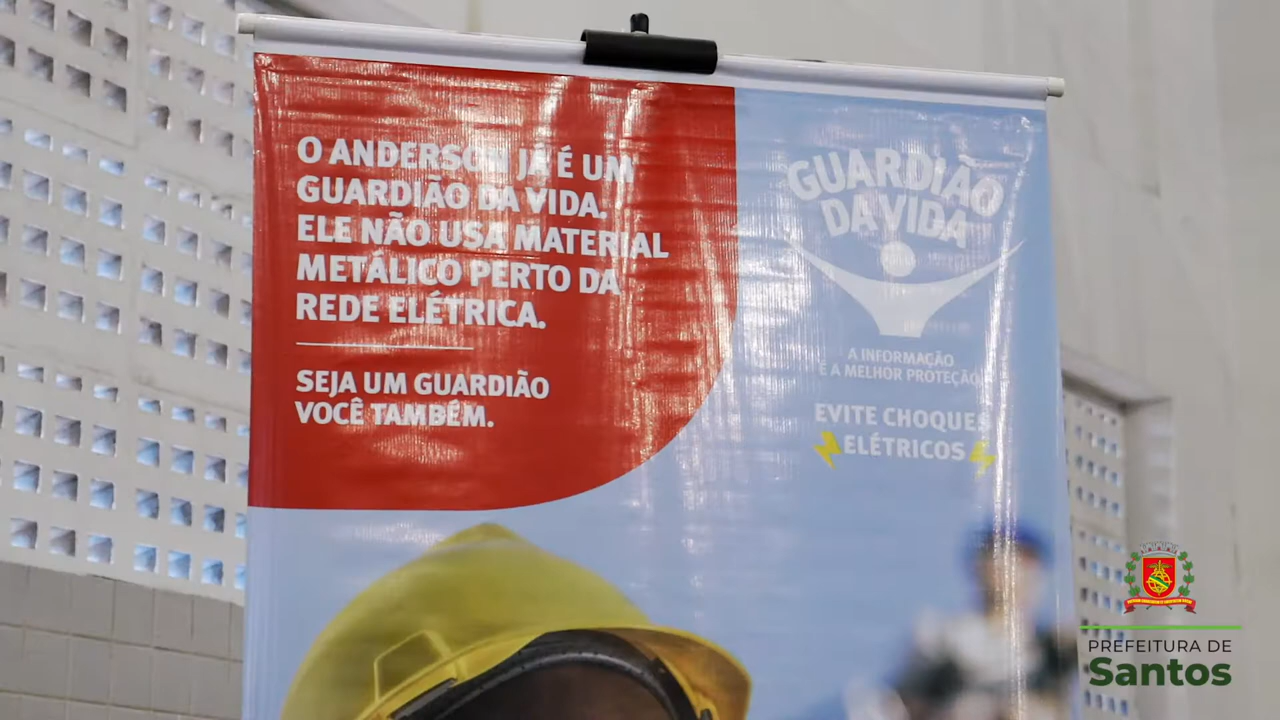 O ANDERSON JÁ É UM
GUARDIÃO DA VIDA.
ELE NÃO USA MATERIAL
METÁLICO PERTO DA
REDE ELÉTRICA.
SEJA UM GUARDIÃO
VOCÊ TAMBÉM.
GUARDIÃO
DA VIDA
A INFORMAÇÃO
É A MELHOR PROTEÇÃO
EVITE CHOQUES
ELÉTRICOS
PREFEITURA DE
Santos